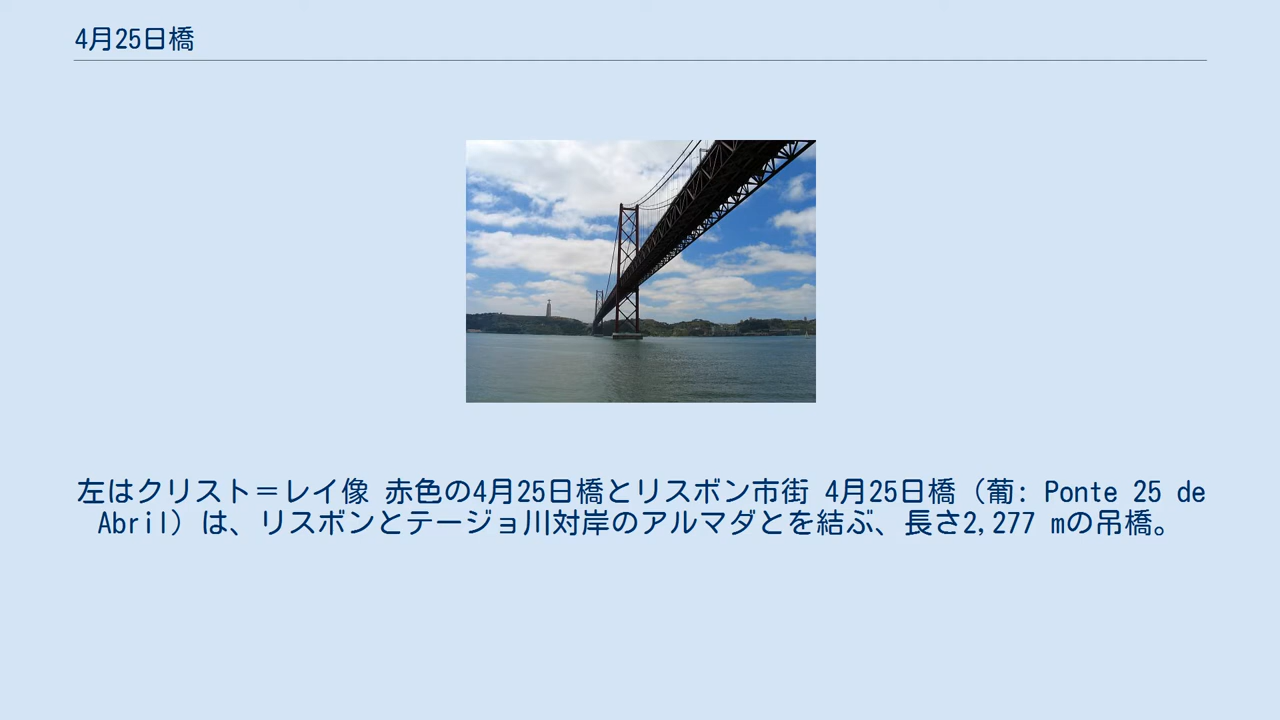 4月25日橋
左はクリスト＝レイ像 赤色の4月25日橋とリスボン市街 4月25日橋（葡: Ponte 25 de
Abril）は、リスボンとテージョ川対岸のアルマダとを結ぶ、長さ2,277 mの吊橋。